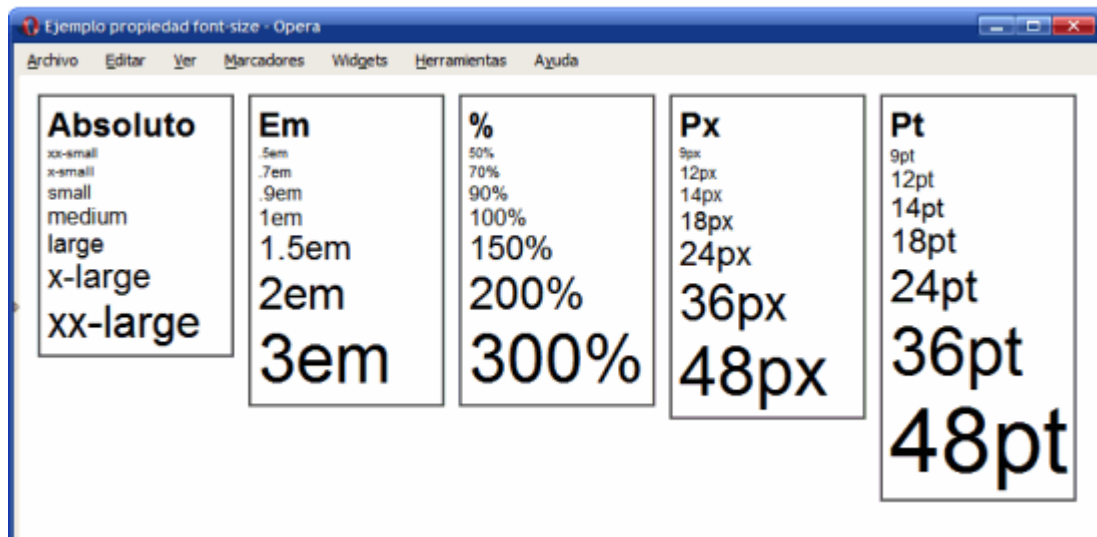 Ejemplo propiedad font-size - Opera
Archivo Editar Ver Marcadores Widgets Herramientas Ayuda
Absoluto
xx-small
x-small
small
medium
large
x-large
xx-large
Em
.5em
.7em
.9em
1em
1.5em
2em
3em
%
50%
70%
90%
100%
150%
200%
300%
Px
9px
12px
14px
18px
24px
36px
48px
Pt
9pt
12pt
14pt
18pt
24pt
36pt
48pt